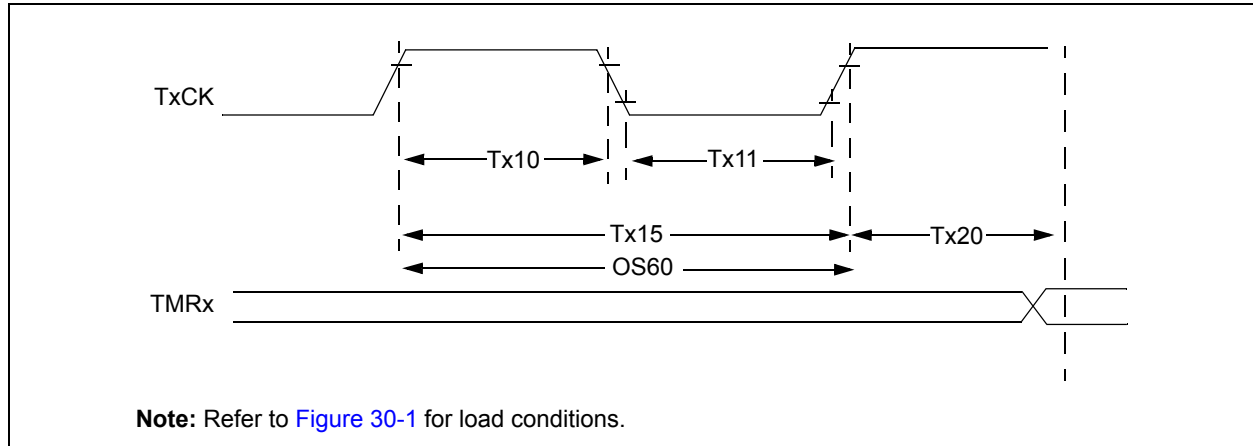 TxCK
Tx10
Tx11
Tx15
Tx20
OS60
TMRx
Note: Refer to Figure 30-1 for load conditions.